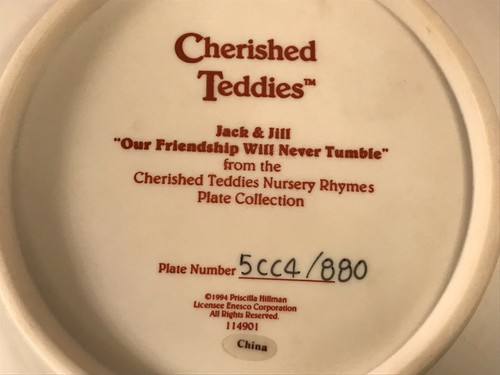 Cherished
Teddies™
Jack & Jill
"Our Friendship Will Never Tumble"
from the
Cherished Teddies Nursery Rhymes
Plate Collection
Plate Number 5CC4/880
©1994 Priscilla Hillman
Licensee Enesco Corporation
All Rights Reserved.
114901
China